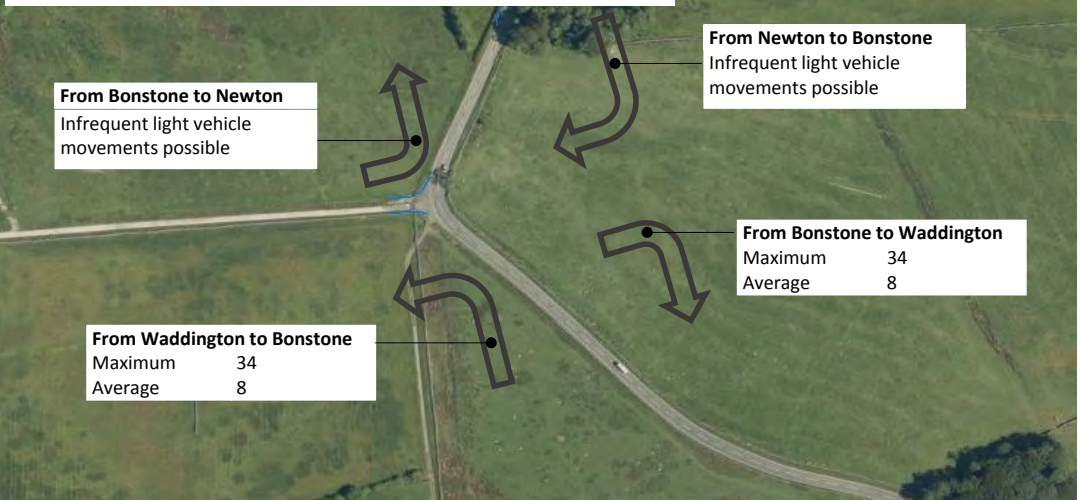 From Newton to Bonstone
Infrequent light vehicle
movements possible
From Bonstone to Newton
Infrequent light vehicle
movements possible
From Bonstone to Waddington
Maximum 34
Average 8
From Waddington to Bonstone
Maximum 34
Average 8